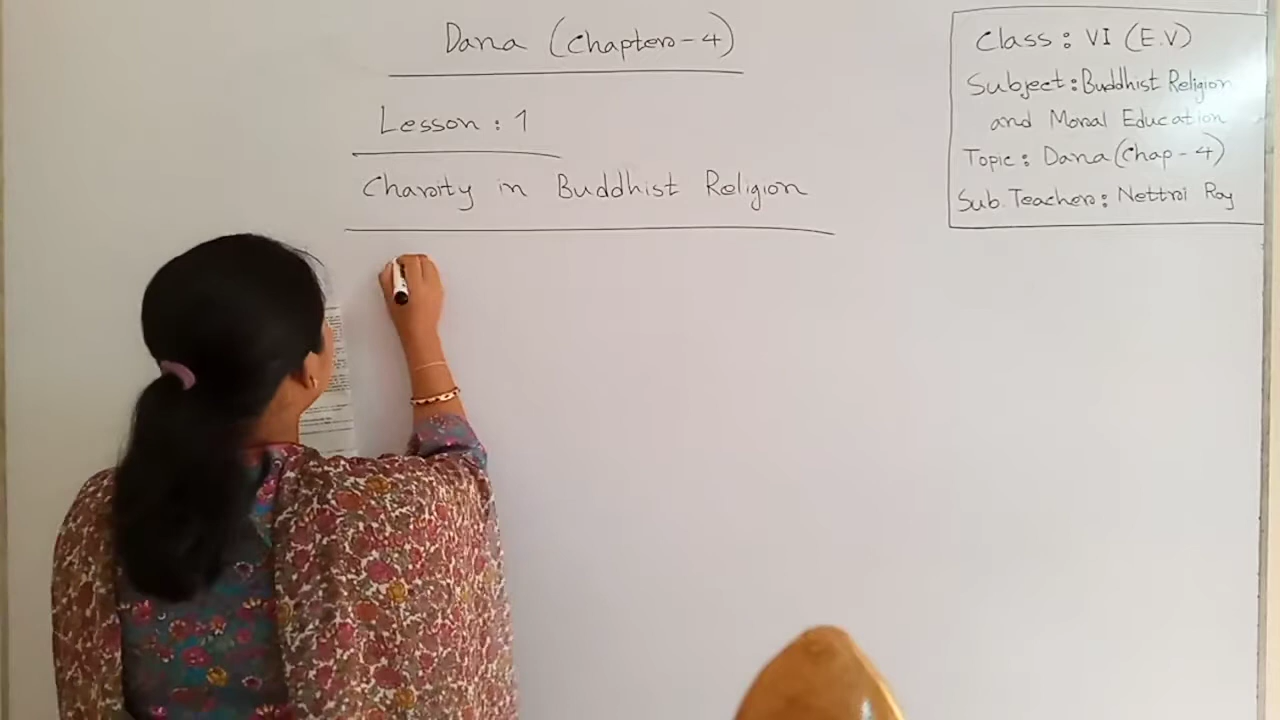 Dana (Chapter-4)
Lesson : 1
Charity in Buddhist Religion
Class : VI (E.V)
Subject : Buddhist Religion
and Moral Education
Topic : Dana (Chap-4)
Sub. Teacher : Nettroi Roy